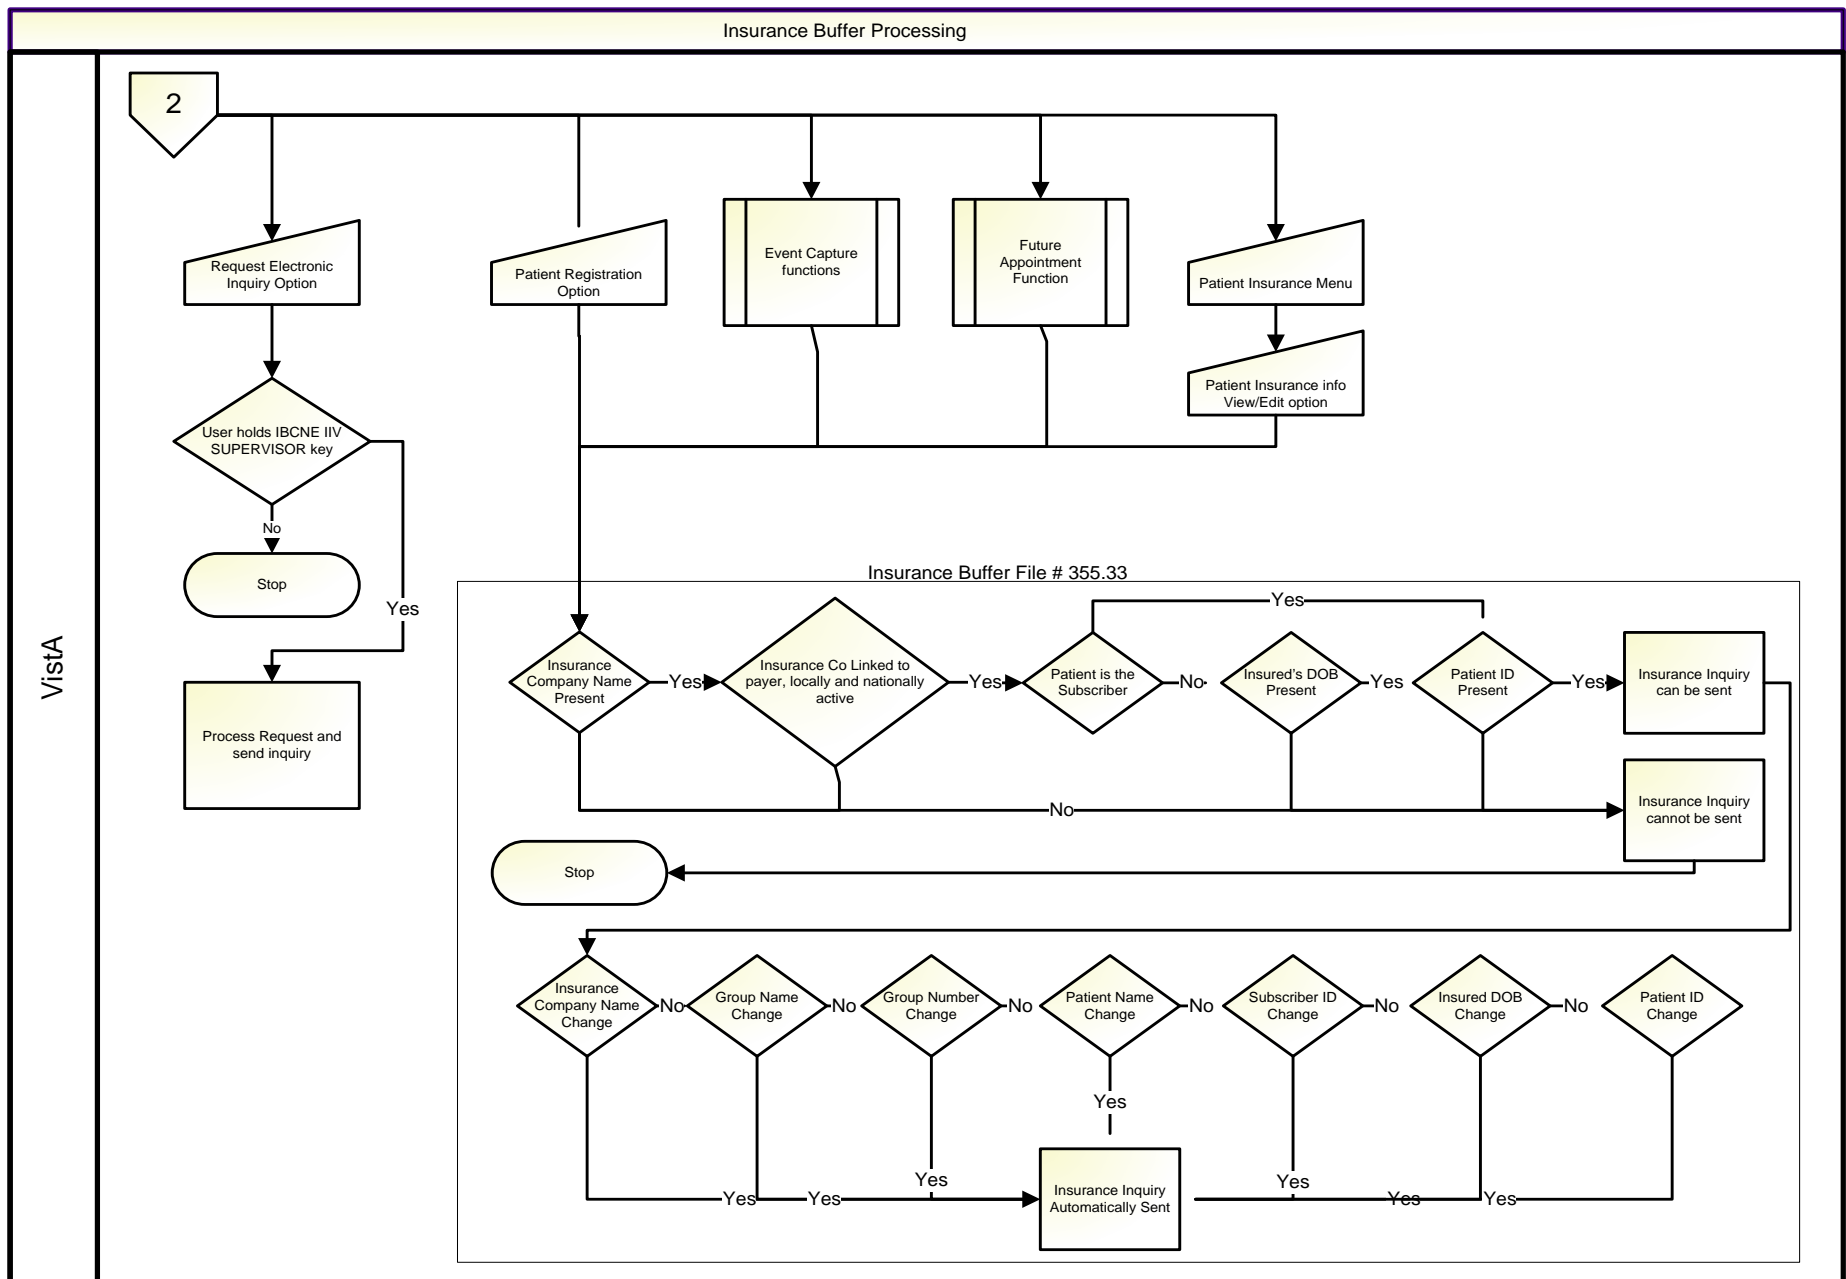 Insurance Buffer Processing
VistA
2
Request Electronic
Inquiry Option
Patient Registration
Option
Event Capture
functions
Future
Appointment
Function
Patient Insurance Menu
Patient Insurance info
View/Edit option
User holds IBCNE IIV
SUPERVISOR key
No
Stop
Yes
Process Request and
send inquiry
Insurance Buffer File # 355.33
Yes
Insurance
Company Name
Present
Yes
Insurance Co Linked to
payer, locally and nationally
active
Yes
Patient is the
Subscriber
No
Insured's DOB
Present
Yes
Patient ID
Present
Yes
Insurance Inquiry
can be sent
No
Insurance Inquiry
cannot be sent
Stop
Insurance
Company Name
Change
No
Group Name
Change
No
Group Number
Change
No
Patient Name
Change
No
Subscriber ID
Change
No
Insured DOB
Change
No
Patient ID
Change
Yes
Yes
Yes
Yes
Insurance Inquiry
Automatically Sent
Yes
Yes
Yes